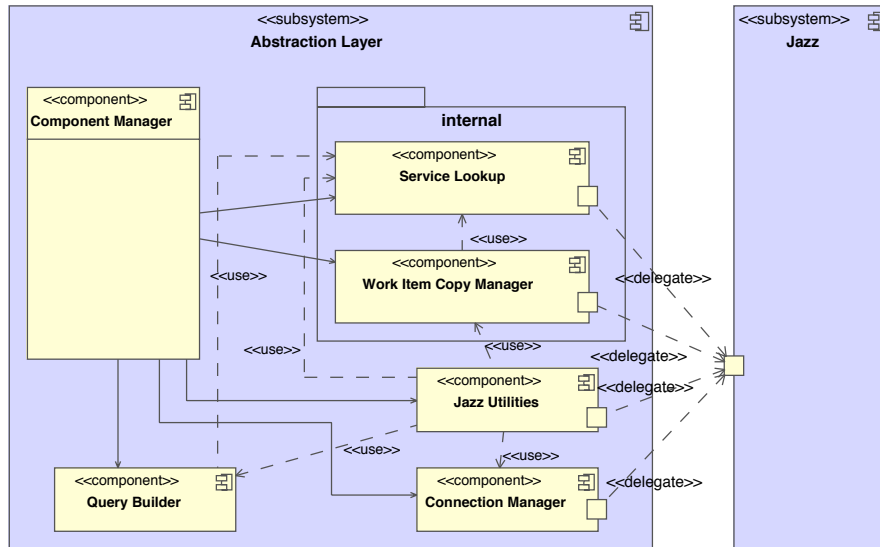 <<subsystem>>
Abstraction Layer
<<subsystem>>
Jazz
<<component>>
Component Manager
internal
<<component>>
Service Lookup
<<use>>
<<component>>
Work Item Copy Manager
<<use>>
<<delegate>>
<<use>>
<<use>>
<<delegate>>
<<component>>
Jazz Utilities
<<delegate>>
<<use>>
<<use>>
<<component>>
Query Builder
<<component>>
Connection Manager
<<delegate>>